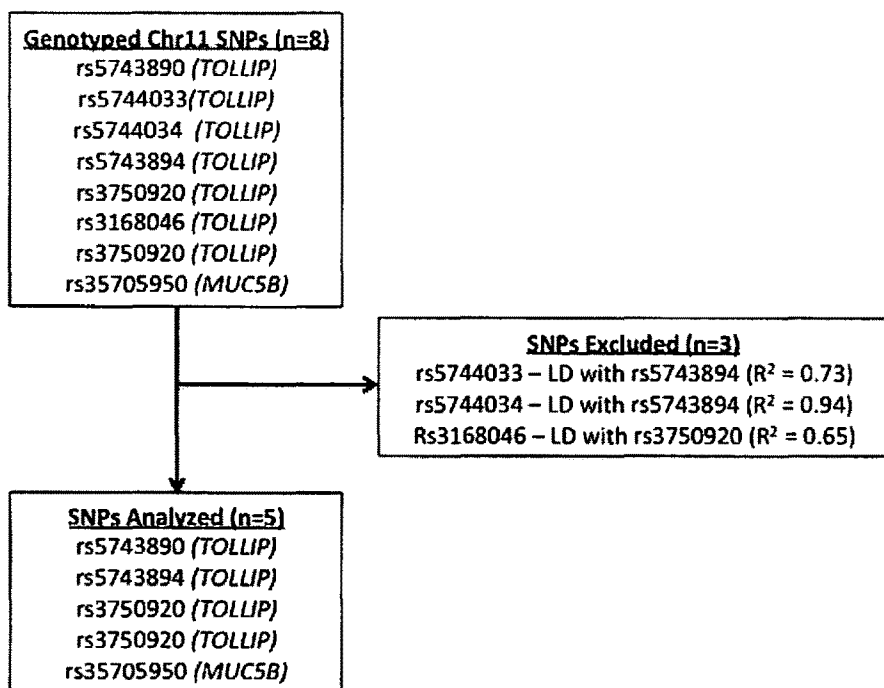 Genotyped Chr11 SNPs (n=8)
rs5743890 (TOLLIP)
rs5744033(TOLLIP)
rs5744034 (TOLLIP)
rs5743894 (TOLLIP)
rs3750920 (TOLLIP)
rs3168046 (TOLLIP)
rs3750920 (TOLLIP)
rs35705950 (MUC5B)
SNPs Excluded (n=3)
rs5744033 – LD with rs5743894 (R² = 0.73)
rs5744034 – LD with rs5743894 (R² = 0.94)
Rs3168046 – LD with rs3750920 (R² = 0.65)
SNPs Analyzed (n=5)
rs5743890 (TOLLIP)
rs5743894 (TOLLIP)
rs3750920 (TOLLIP)
rs3750920 (TOLLIP)
rs35705950 (MUC5B)